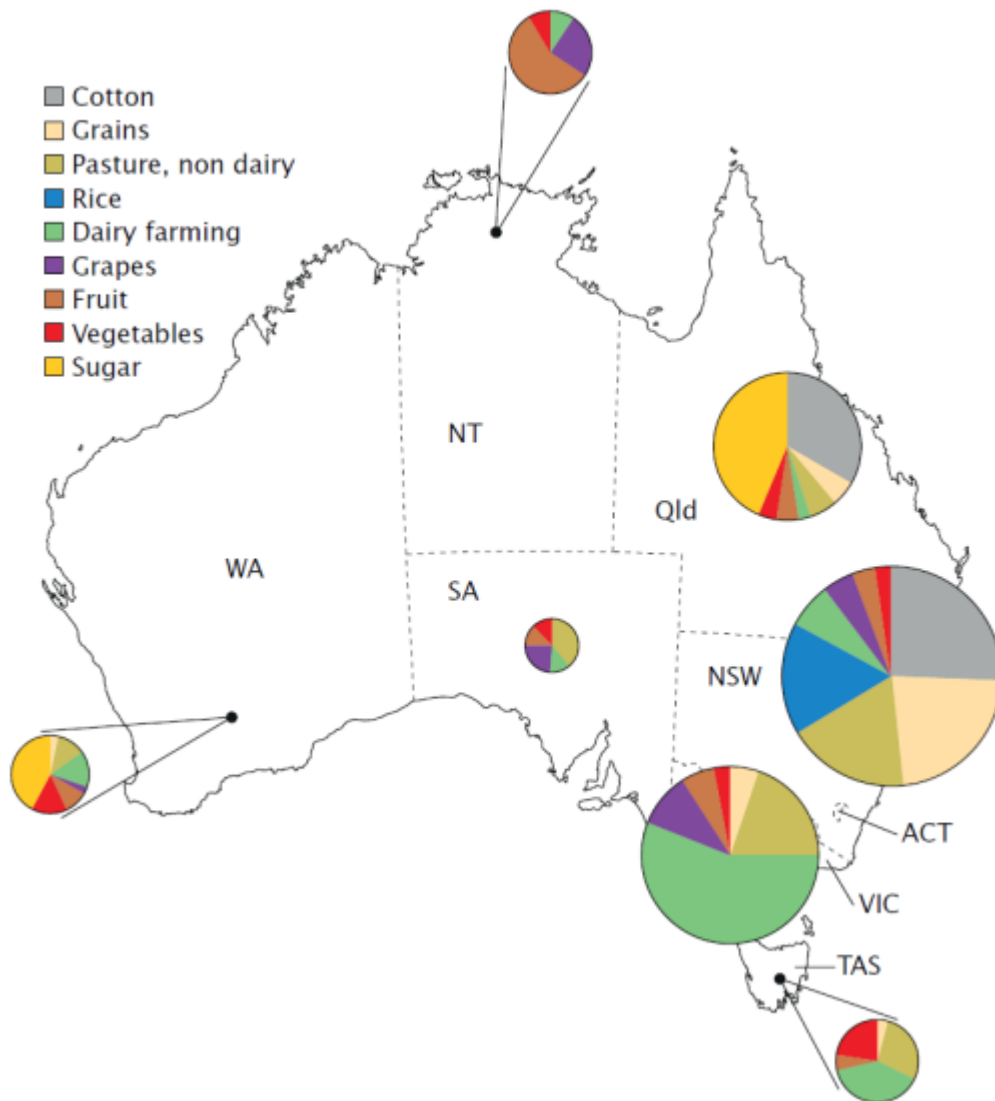 Cotton
Grains
Pasture, non dairy
Rice
Dairy farming
Grapes
Fruit
Vegetables
Sugar
NT
Qld
WA
SA
NSW
ACT
VIC
TAS